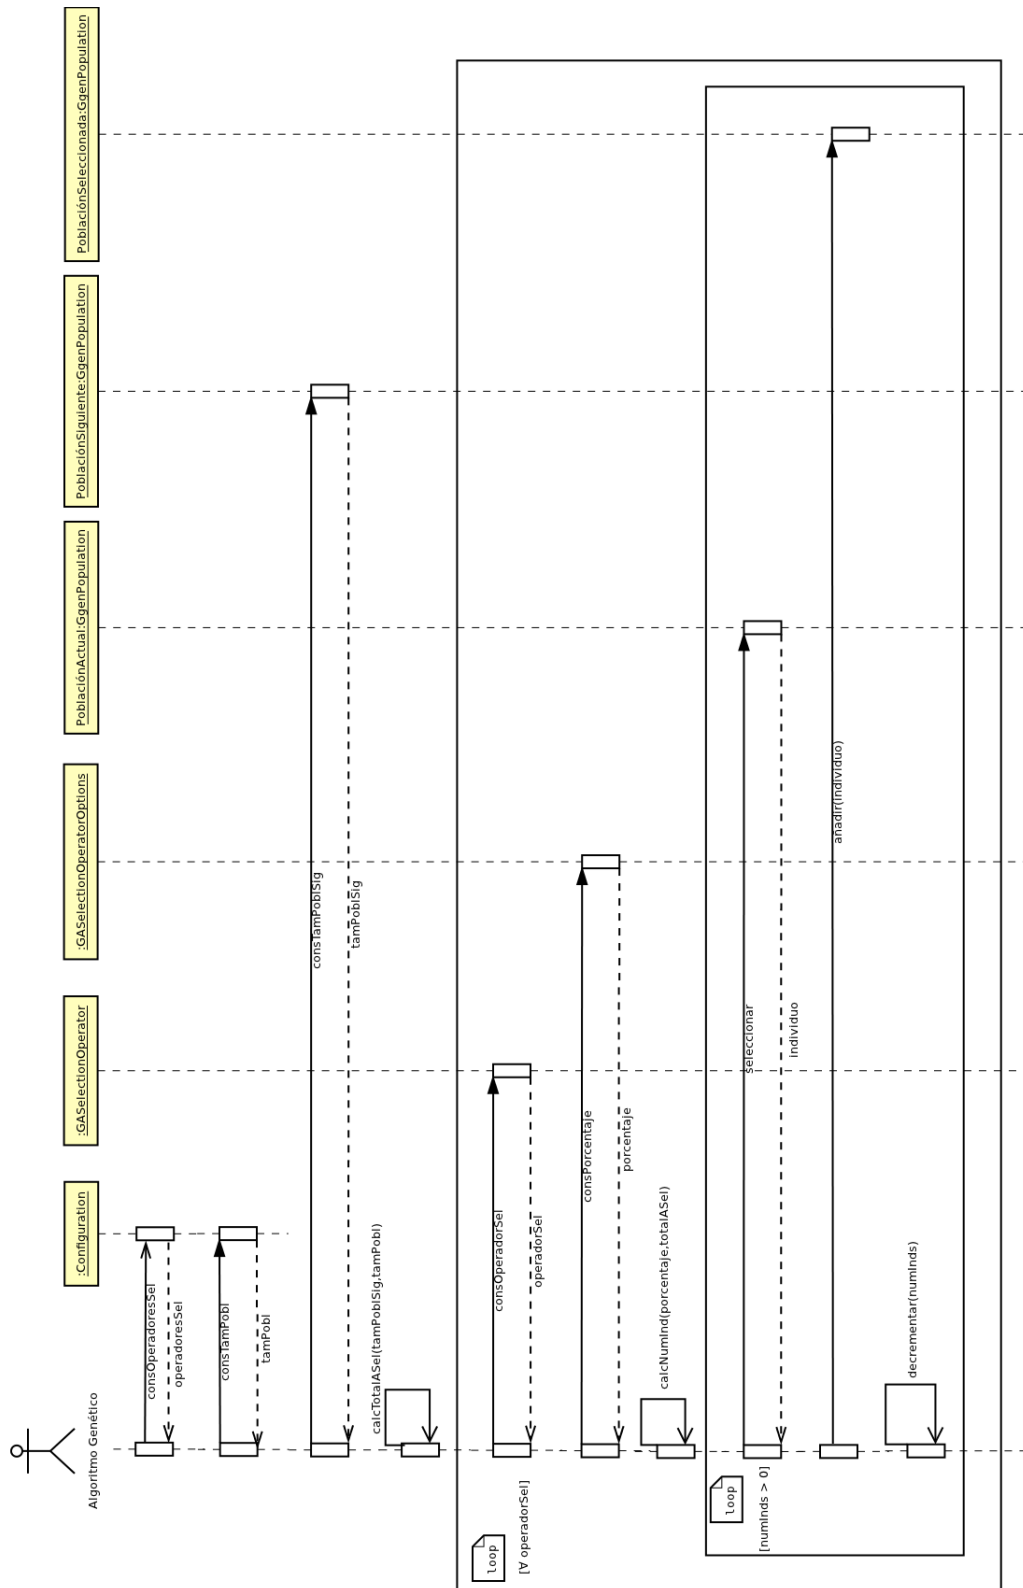 Algoritmo Genético
:Configuration
:GASelectionOperator
:GASelectionOperatorOptions
PoblaciónActual:GgenPopulation
PoblaciónSiguiente:GgenPopulation
PoblaciónSeleccionada:GgenPopulation
consOperadoresSel
operadoresSel
consTamPobl
tamPobl
consTamPoblSig
tamPoblSig
calcTotalASel(tamPoblSig,tamPobl)
loop
[∀ operadorSel]
consOperadorSel
operadorSel
consPorcentaje
porcentaje
calcNumInd(porcentaje,totalASel)
loop
[numInds > 0]
seleccionar
individuo
añadir(individuo)
decrementar(numInds)